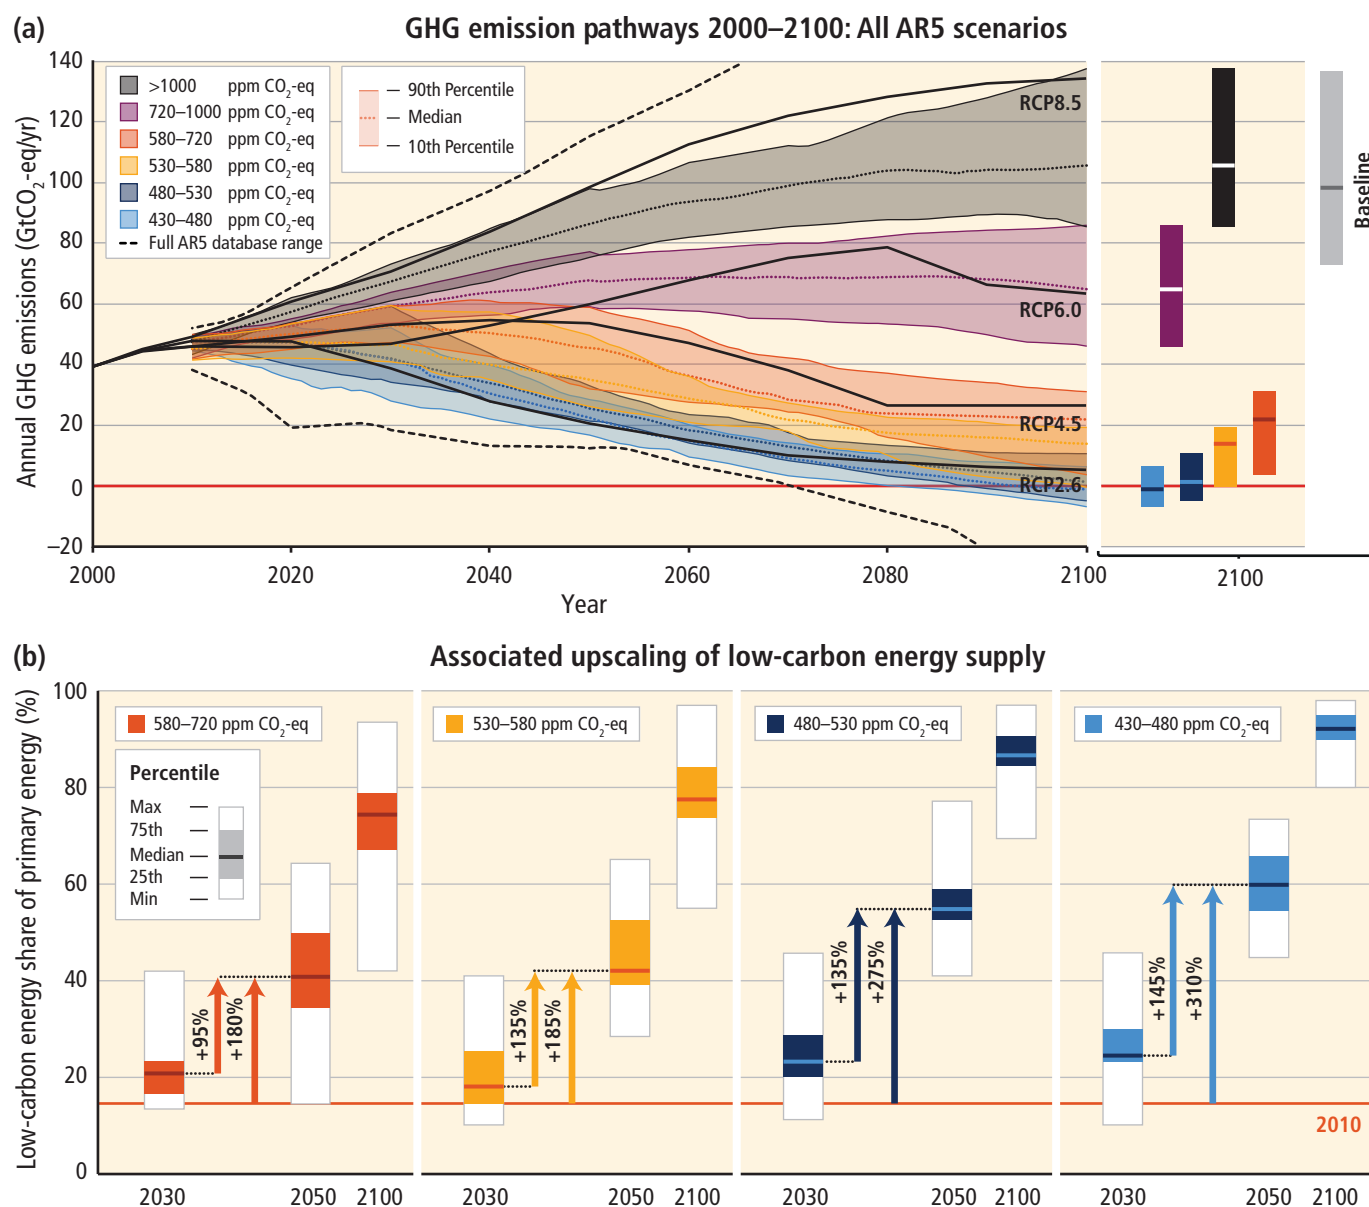 (a)
GHG emission pathways 2000–2100: All AR5 scenarios
Annual GHG emissions (GtCO2-eq/yr)
140
120
100
80
60
40
20
0
−20
>1000 ppm CO2-eq
720–1000 ppm CO2-eq
580–720 ppm CO2-eq
530–580 ppm CO2-eq
480–530 ppm CO2-eq
430–480 ppm CO2-eq
Full AR5 database range
90th Percentile
Median
10th Percentile
RCP8.5
RCP6.0
RCP4.5
RCP2.6
Baseline
2000 2020 2040 2060 2080 2100 2100
Year
(b)
Associated upscaling of low-carbon energy supply
Low-carbon energy share of primary energy (%)
100
80
60
40
20
0
580–720 ppm CO2-eq
Percentile
Max
75th
Median
25th
Min
+95%
+180%
530–580 ppm CO2-eq
+135%
+185%
480–530 ppm CO2-eq
+135%
+275%
430–480 ppm CO2-eq
+145%
+310%
2010
2030 2050 2100 2030 2050 2100 2030 2050 2100 2030 2050 2100